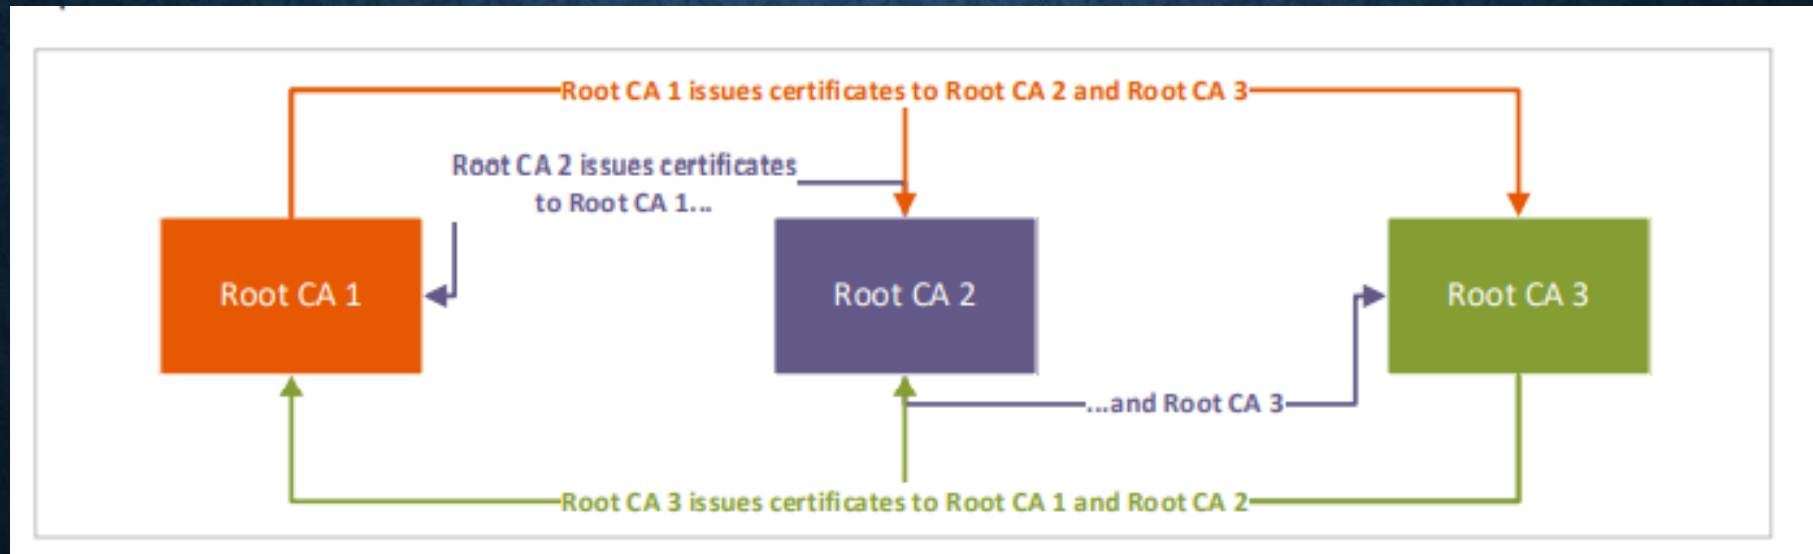 Root CA 1 issues certificates to Root CA 2 and Root CA 3
Root CA 2 issues certificates
to Root CA 1...
Root CA 1
Root CA 2
Root CA 3
...and Root CA 3
Root CA 3 issues certificates to Root CA 1 and Root CA 2